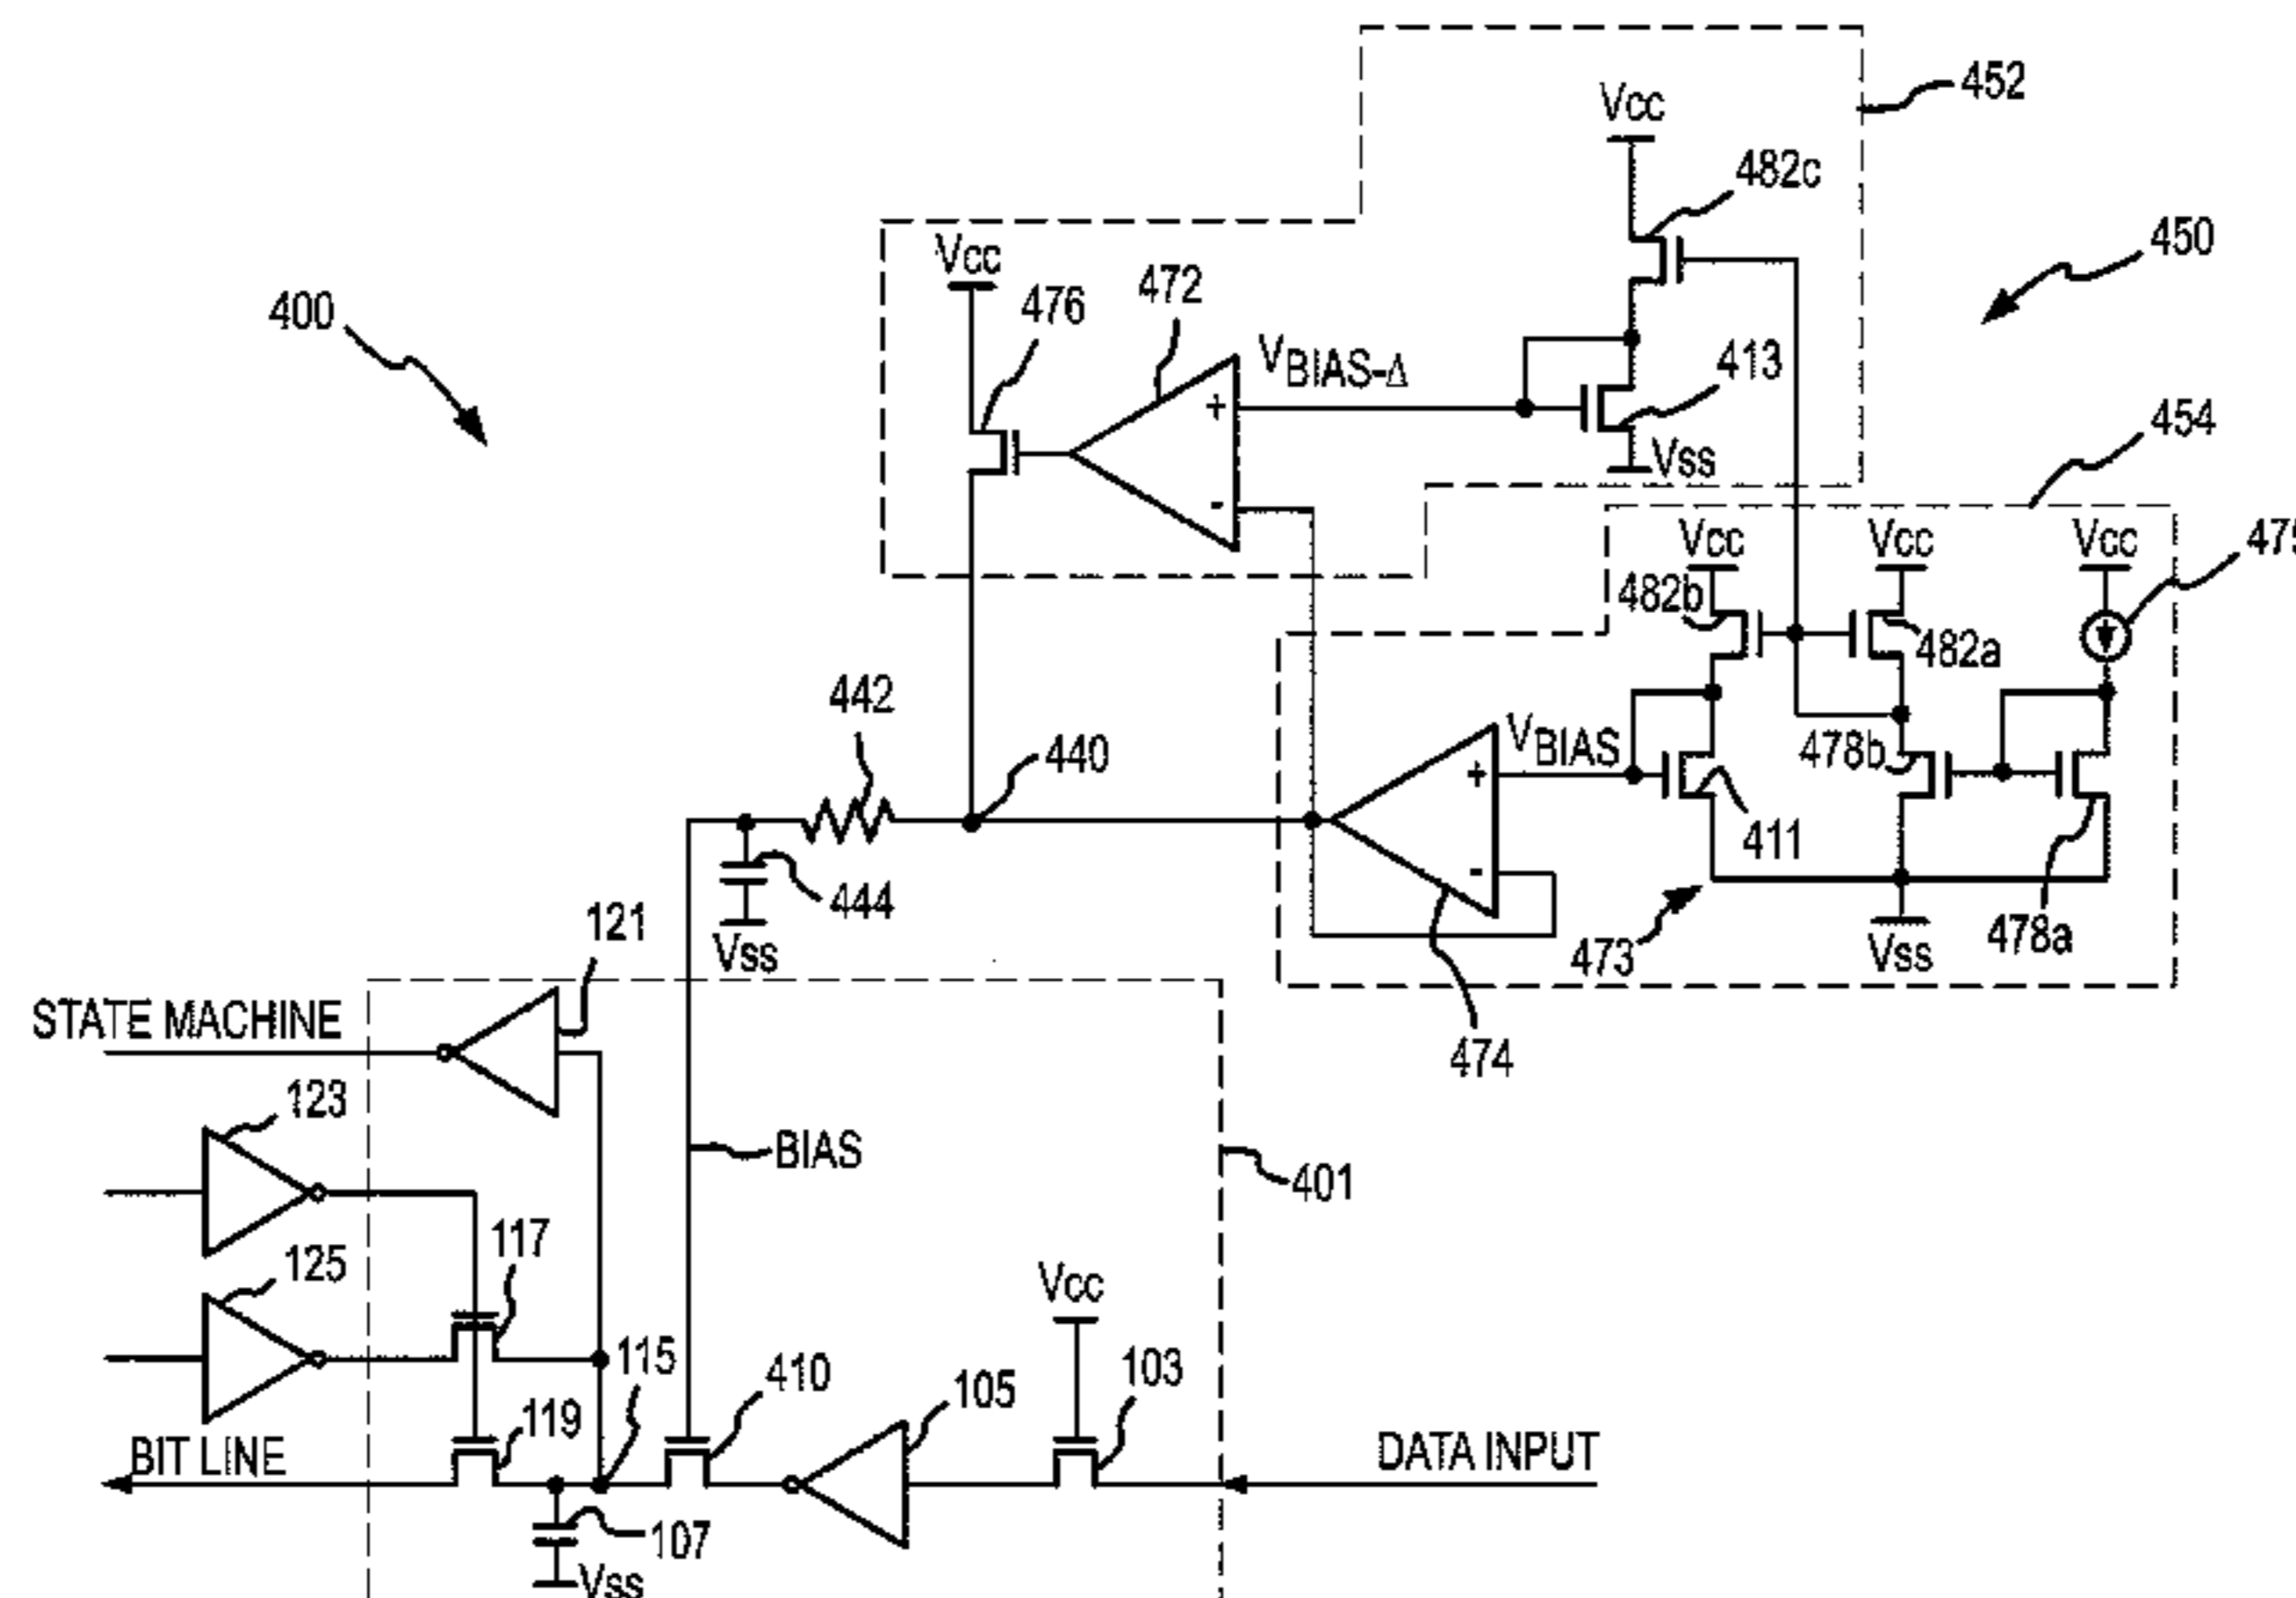 Vcc
452
482c
450
Vcc
476
472
400
VBIAS-Δ
413
454
Vss
Vcc
Vcc
Vcc
482b
482a
442
440
VBIAS
478b
411
444
121
Vss
473
Vss
478a
STATE MACHINE
474
123
BIAS
401
117
125
Vcc
115
410
105
103
119
BIT LINE
DATA INPUT
107
Vss